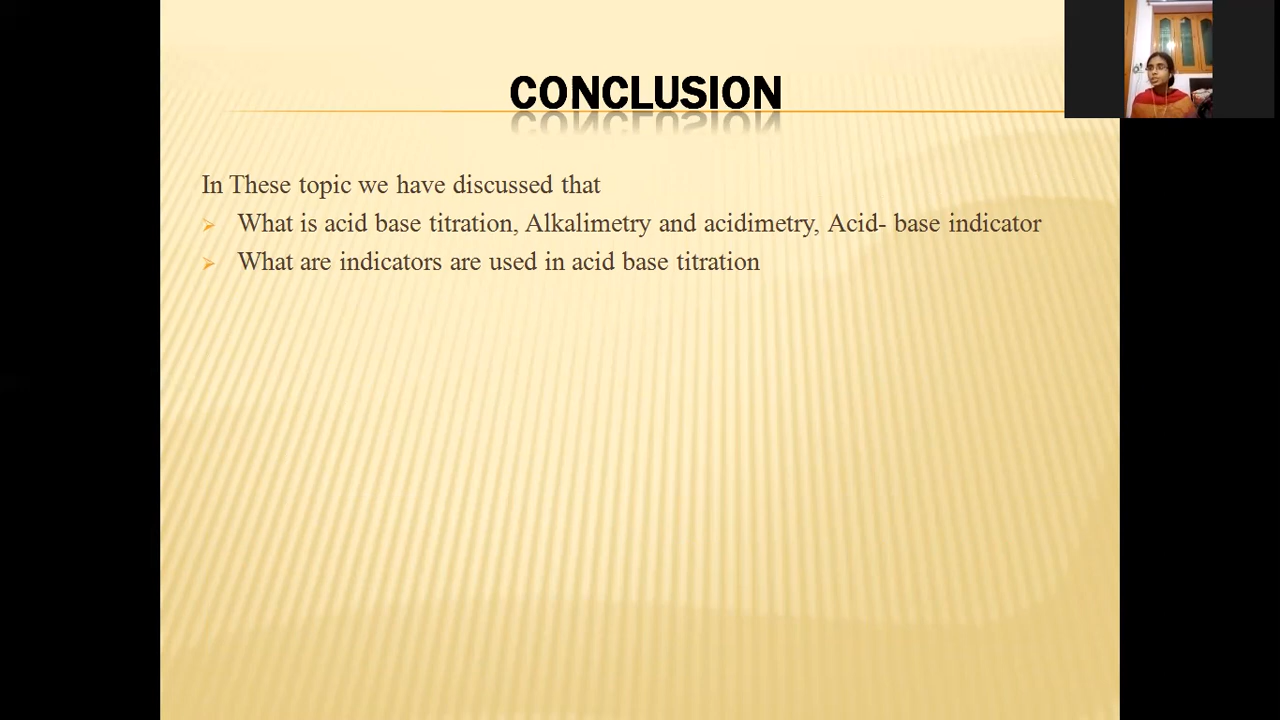 CONCLUSION
In These topic we have discussed that
What is acid base titration, Alkalimetry and acidimetry, Acid- base indicator
What are indicators are used in acid base titration